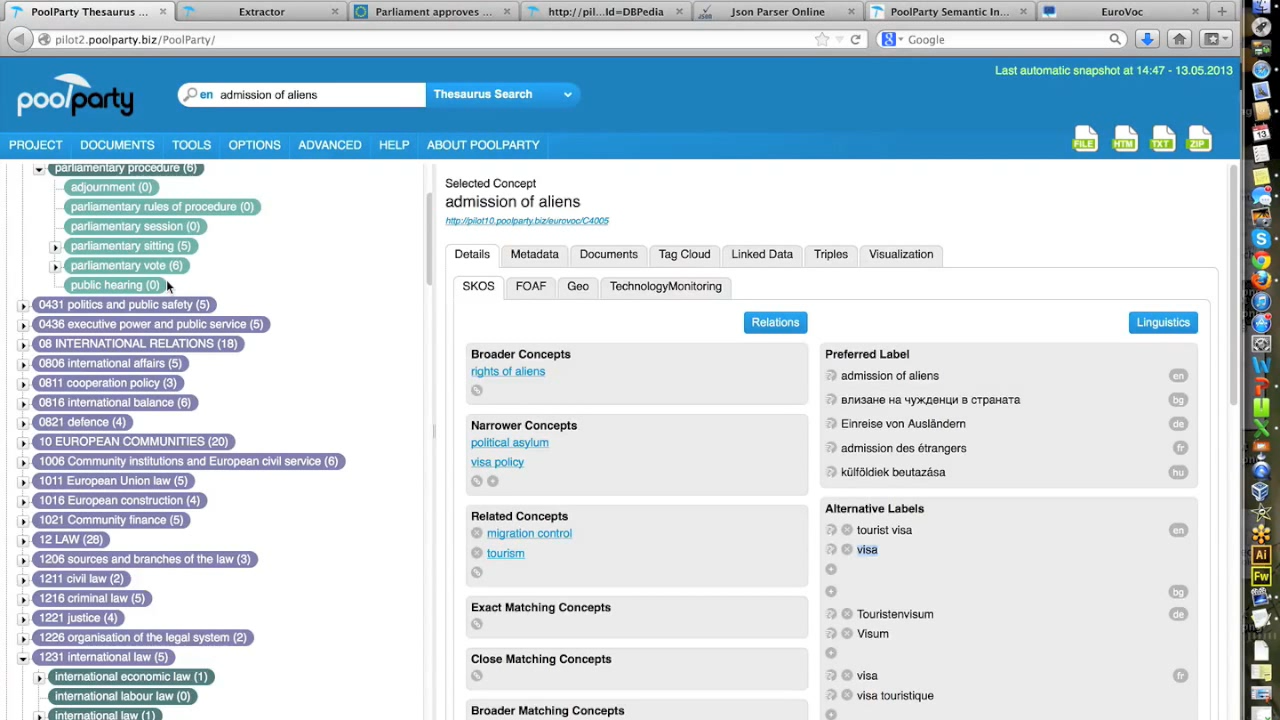 PoolParty Thesaurus ...
Extractor
Parliament approves ...
http://pil...Id=DBPedia
Json Parser Online
PoolParty Semantic In...
EuroVoc
pilot2.poolparty.biz/PoolParty/
Google
Last automatic snapshot at 14:47 - 13.05.2013
poolparty
en admission of aliens
Thesaurus Search
PROJECT DOCUMENTS TOOLS OPTIONS ADVANCED HELP ABOUT POOLPARTY
FILE HTM TXT ZIP
parliamentary procedure (6)
adjournment (0)
parliamentary rules of procedure (0)
parliamentary session (0)
parliamentary sitting (5)
parliamentary vote (6)
public hearing (0)
0431 politics and public safety (5)
0436 executive power and public service (5)
08 INTERNATIONAL RELATIONS (18)
0806 international affairs (5)
0811 cooperation policy (3)
0816 international balance (6)
0821 defence (4)
10 EUROPEAN COMMUNITIES (20)
1006 Community institutions and European civil service (6)
1011 European Union law (5)
1016 European construction (4)
1021 Community finance (5)
12 LAW (28)
1206 sources and branches of the law (3)
1211 civil law (2)
1216 criminal law (5)
1221 justice (4)
1226 organisation of the legal system (2)
1231 international law (5)
international economic law (1)
international labour law (0)
international law (1)
Selected Concept
admission of aliens
http://pilot10.poolparty.biz/eurovoc/C4005
Details Metadata Documents Tag Cloud Linked Data Triples Visualization
SKOS FOAF Geo TechnologyMonitoring
Relations
Broader Concepts
rights of aliens
Narrower Concepts
political asylum
visa policy
Related Concepts
migration control
tourism
Exact Matching Concepts
Close Matching Concepts
Broader Matching Concepts
Linguistics
Preferred Label
admission of aliens en
влизане на чужденци в страната bg
Einreise von Ausländern de
admission des étrangers fr
külföldiek beutazása hu
Alternative Labels
tourist visa en
visa
bg
Touristenvisum de
Visum
visa fr
visa touristique